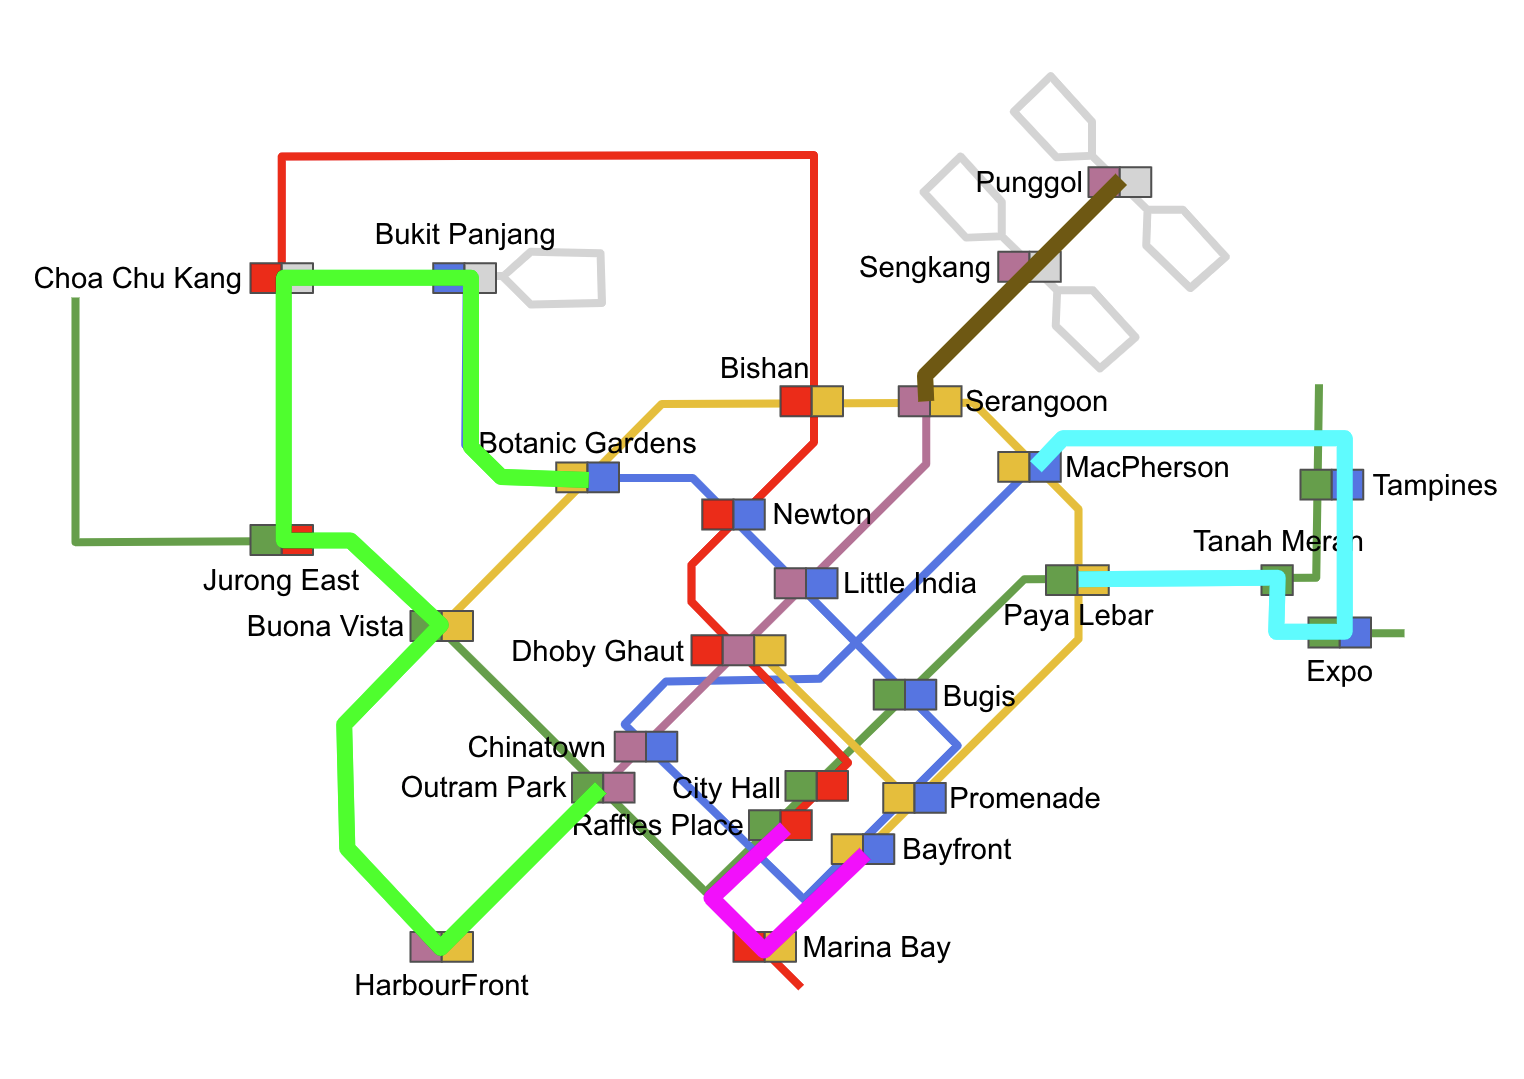 Punggol
Bukit Panjang
Sengkang
Choa Chu Kang
Bishan
Serangoon
Botanic Gardens
MacPherson
Tampines
Newton
Tanah Merah
Jurong East
Little India
Paya Lebar
Buona Vista
Dhoby Ghaut
Expo
Bugis
Chinatown
Outram Park
City Hall
Promenade
Raffles Place
Bayfront
Marina Bay
HarbourFront